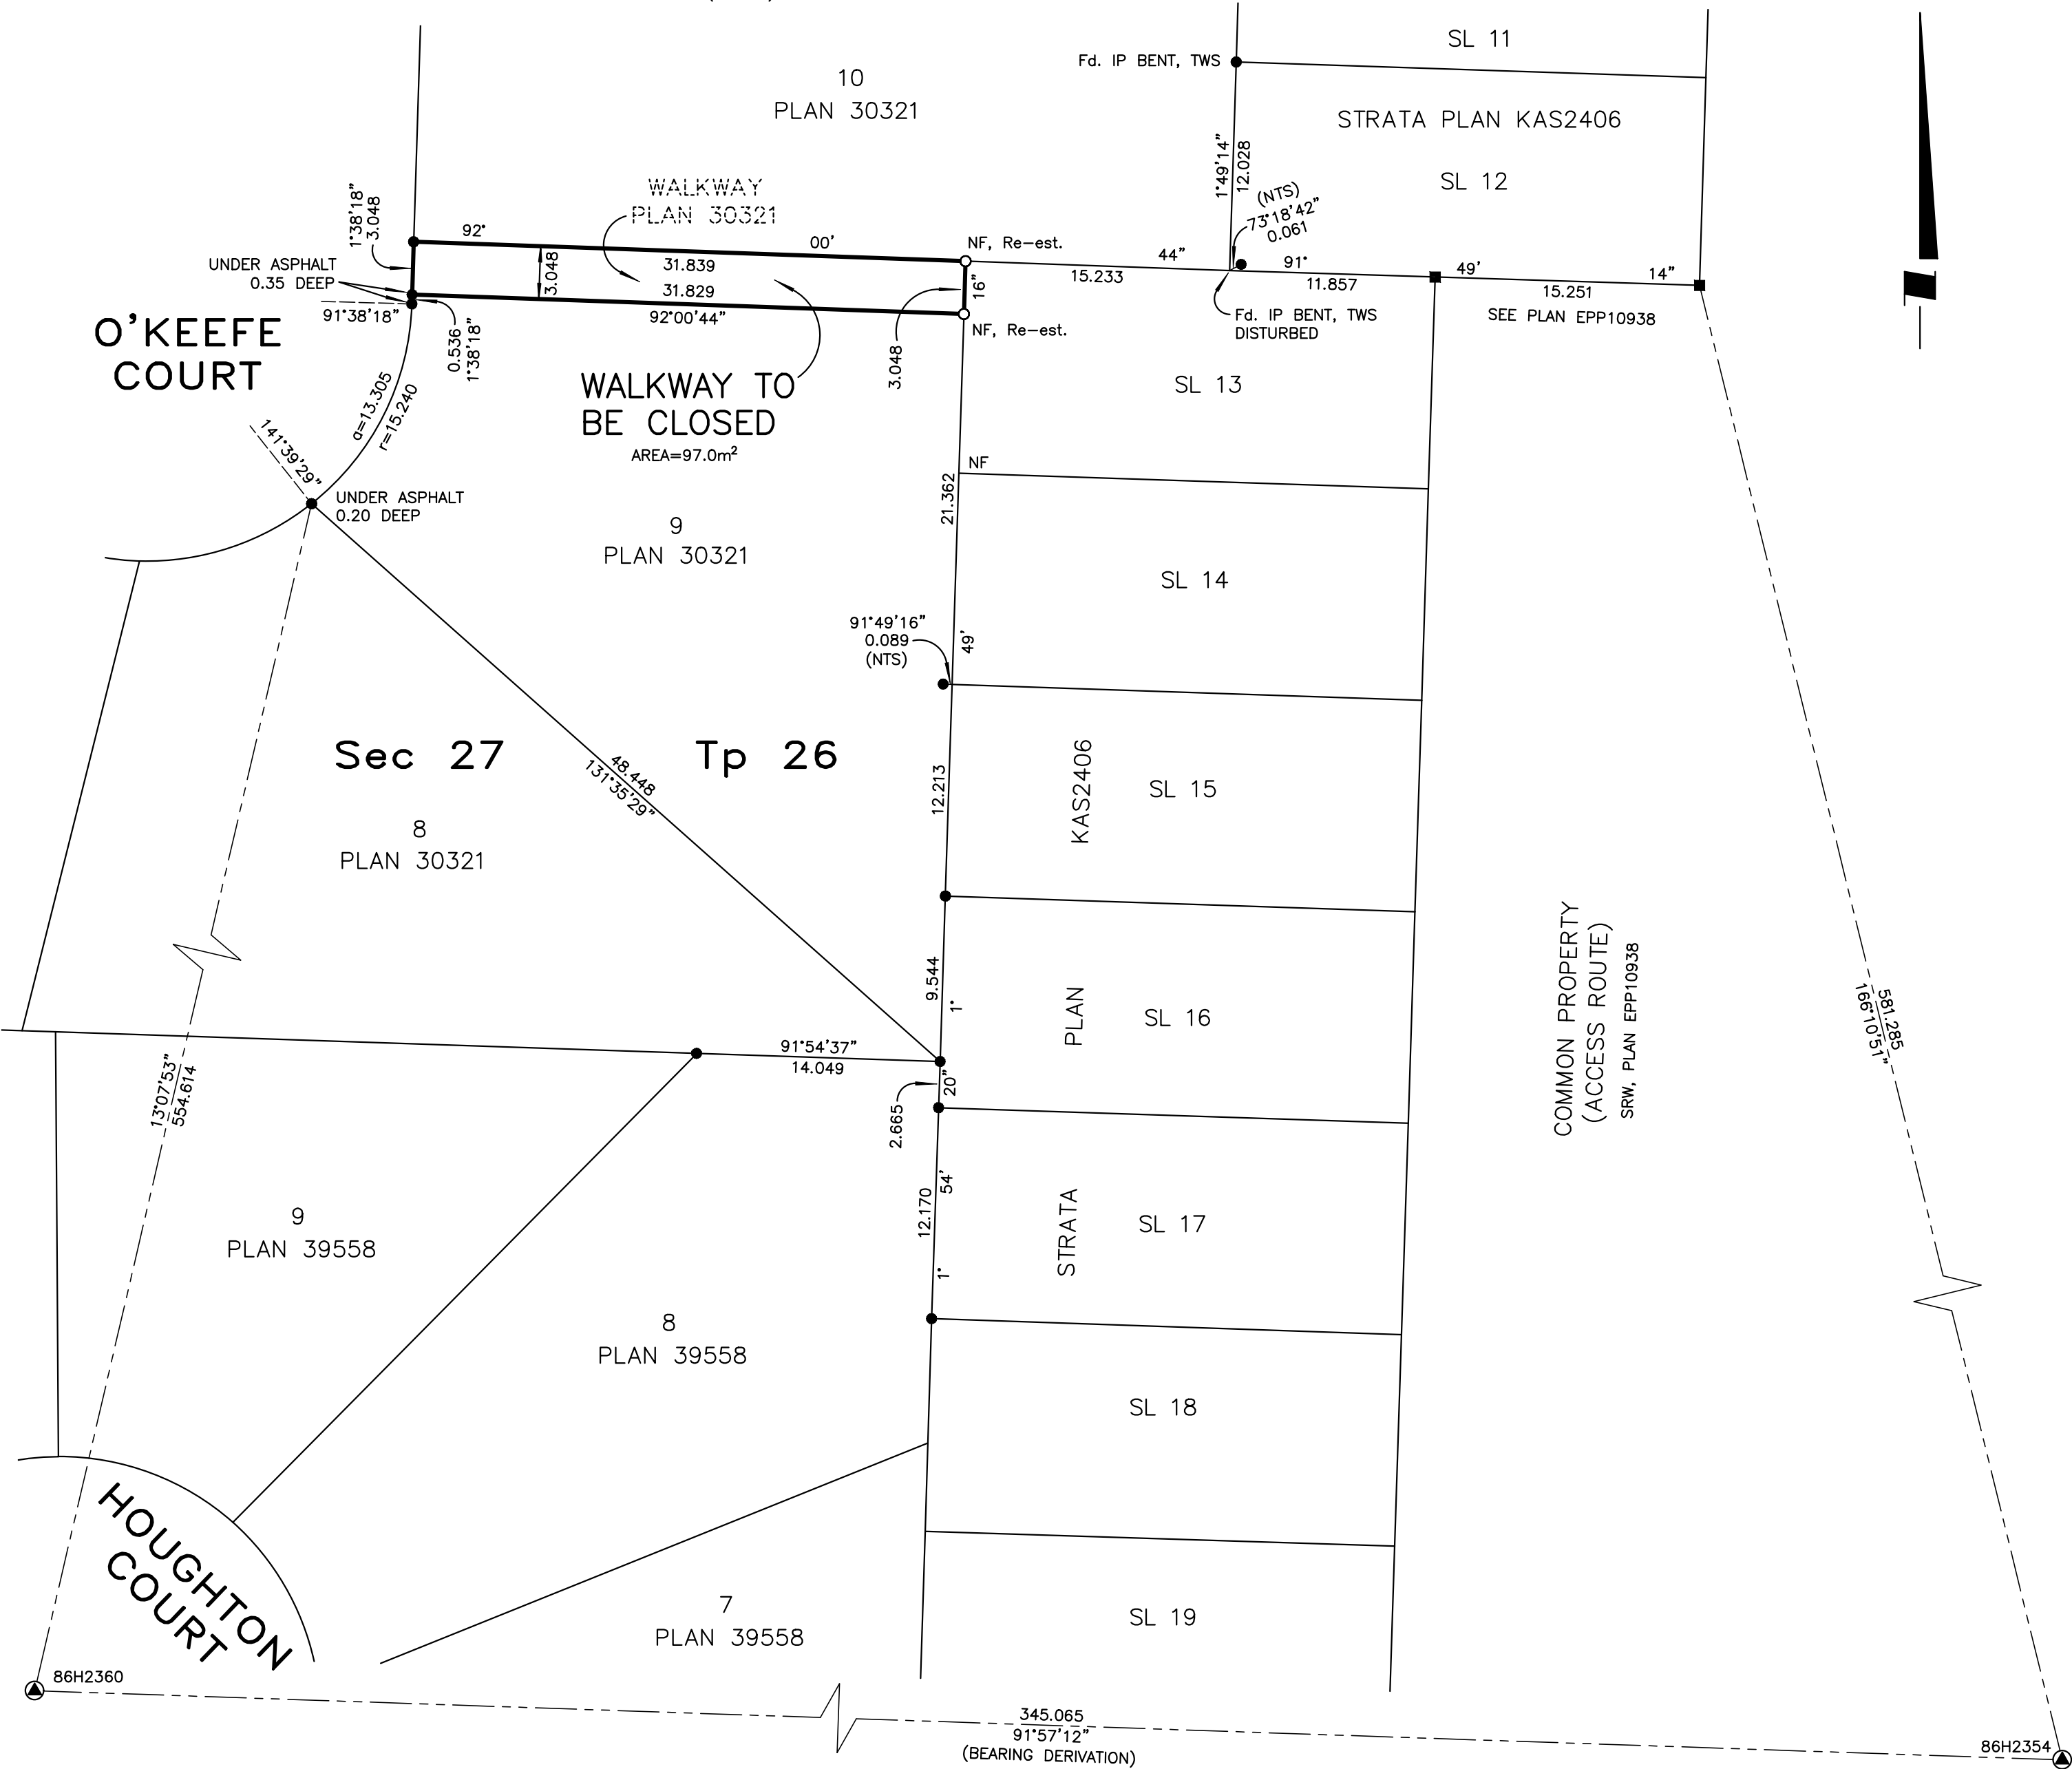 SL 11
Fd. IP BENT, TWS
10
PLAN 30321
STRATA PLAN KAS2406
SL 12
1°49'14"
12.028
(NTS)
73°18'42"
0.061
WALKWAY
PLAN 30321
1°38'18"
3.048
92°
00'
NF, Re-est.
44"
91°
49'
14"
UNDER ASPHALT
0.35 DEEP
3.048
31.839
31.829
16"
15.233
11.857
15.251
91°38'18"
92°00'44"
NF, Re-est.
Fd. IP BENT, TWS
DISTURBED
SEE PLAN EPP10938
O'KEEFE
COURT
0.536
1°38'18"
3.048
WALKWAY TO
BE CLOSED
AREA=97.0m²
SL 13
a=13.305
r=15.240
141°39'29"
NF
UNDER ASPHALT
0.20 DEEP
21.362
9
PLAN 30321
SL 14
91°49'16"
0.089
(NTS)
49'
Sec 27
Tp 26
48.448
131°35'29"
12.213
KAS2406
SL 15
8
PLAN 30321
9.544
1°
PLAN
SL 16
COMMON PROPERTY
(ACCESS ROUTE)
SRW, PLAN EPP10938
581.285
166°10'51"
91°54'37"
14.049
13°07'53"
554.614
20"
2.665
54'
12.170
1°
STRATA
SL 17
9
PLAN 39558
8
PLAN 39558
SL 18
HOUGHTON
COURT
7
PLAN 39558
SL 19
86H2360
345.065
91°57'12"
(BEARING DERIVATION)
86H2354